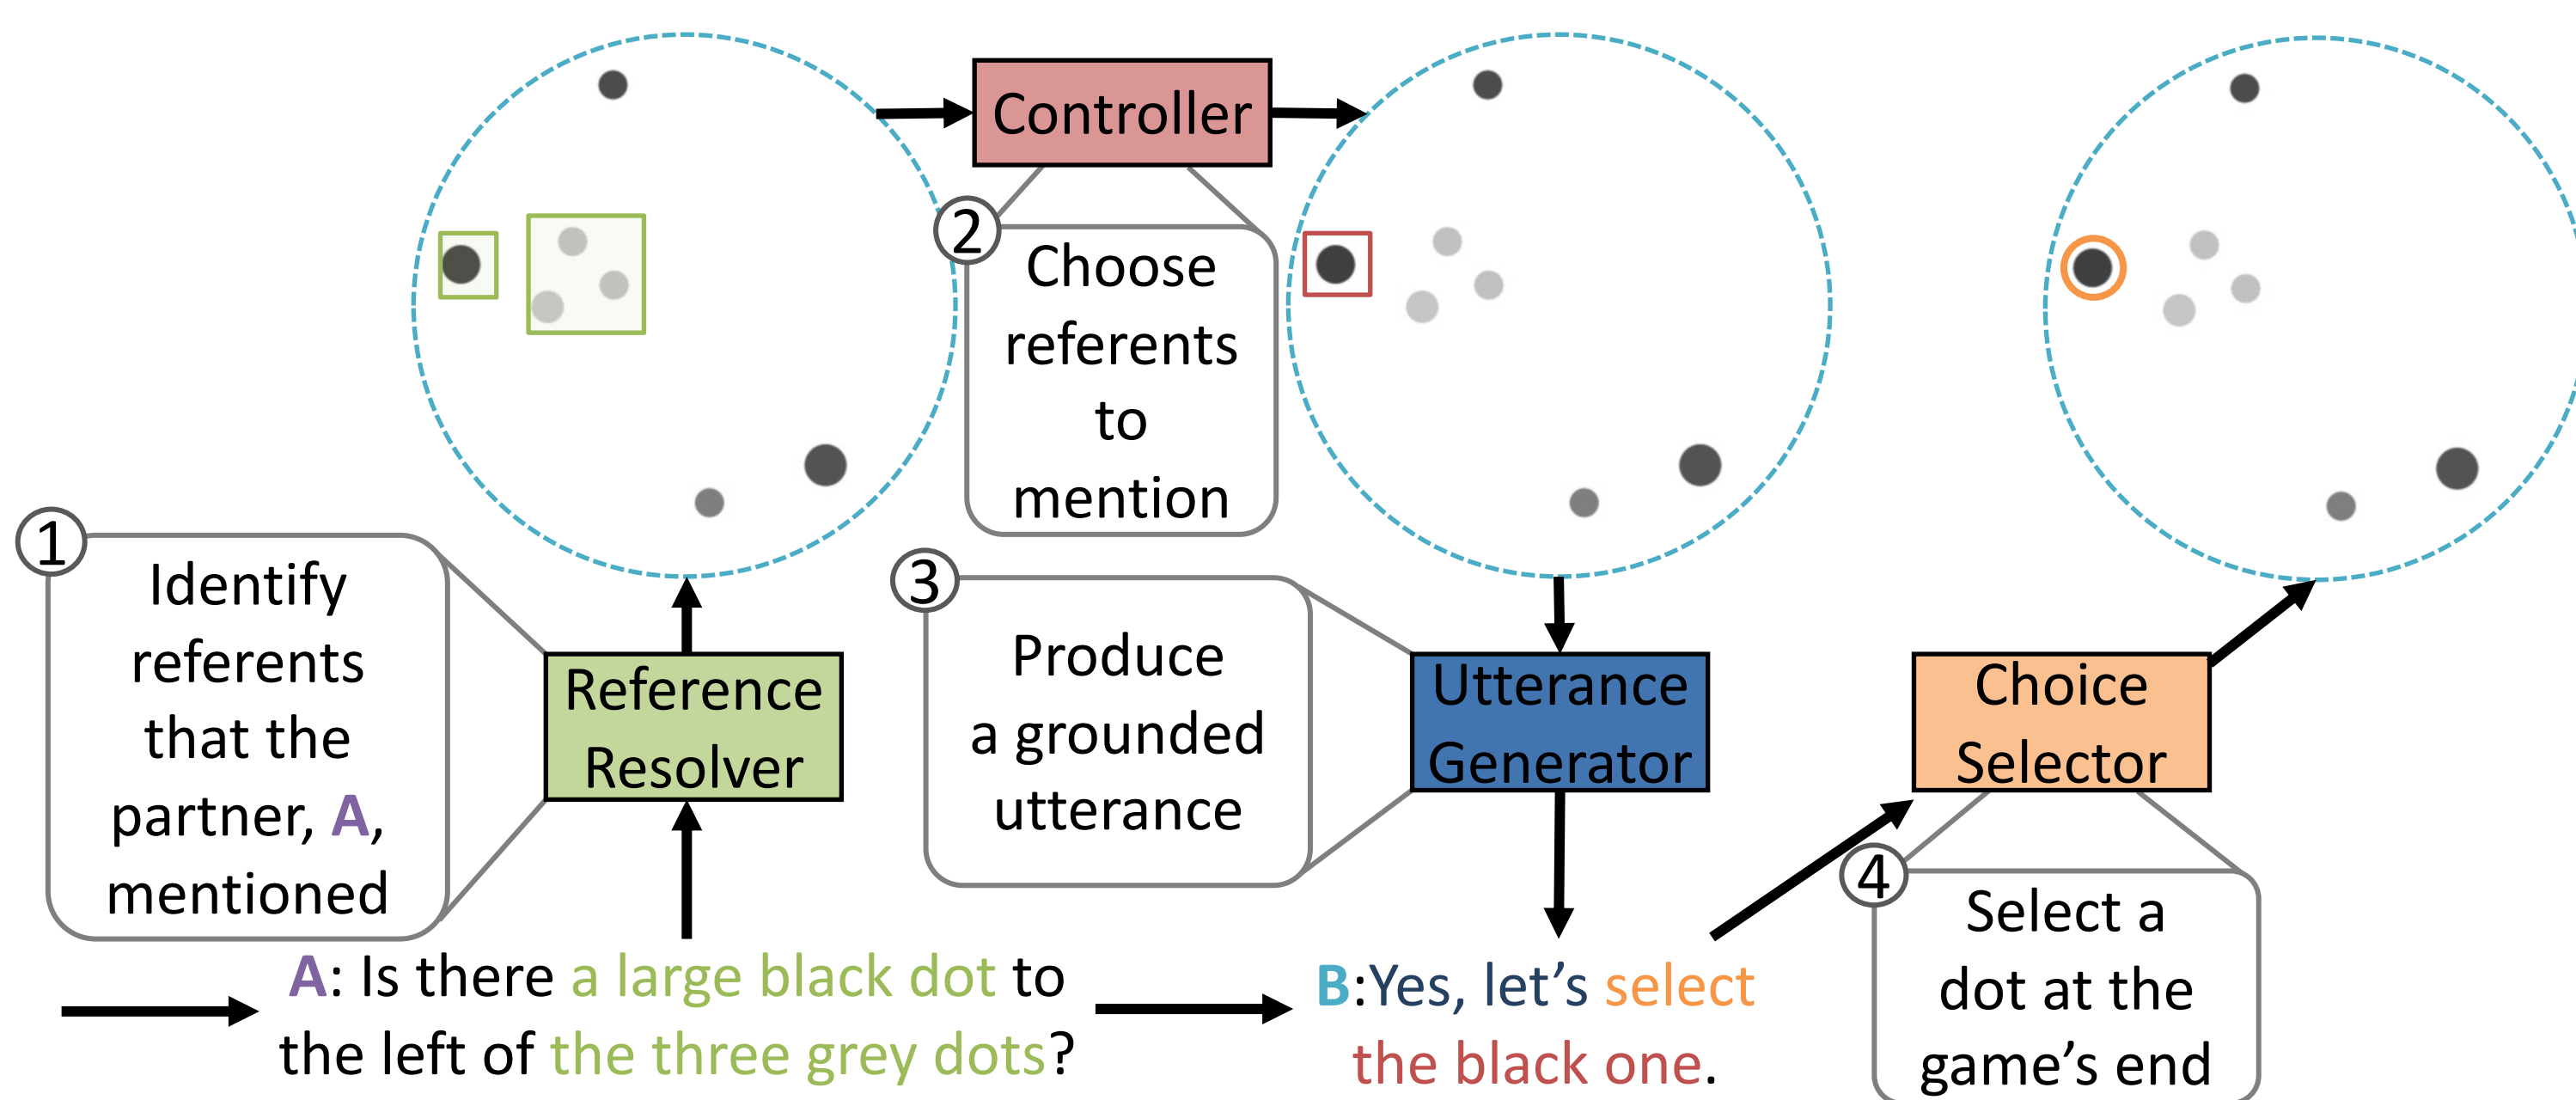 Controller
2
Choose
referents
to
mention
1
Identify
referents
that the
partner, A,
mentioned
Reference
Resolver
3
Produce
a grounded
utterance
Utterance
Generator
Choice
Selector
4
Select a
dot at the
game’s end
A: Is there a large black dot to
the left of the three grey dots?
B:Yes, let’s select
the black one.